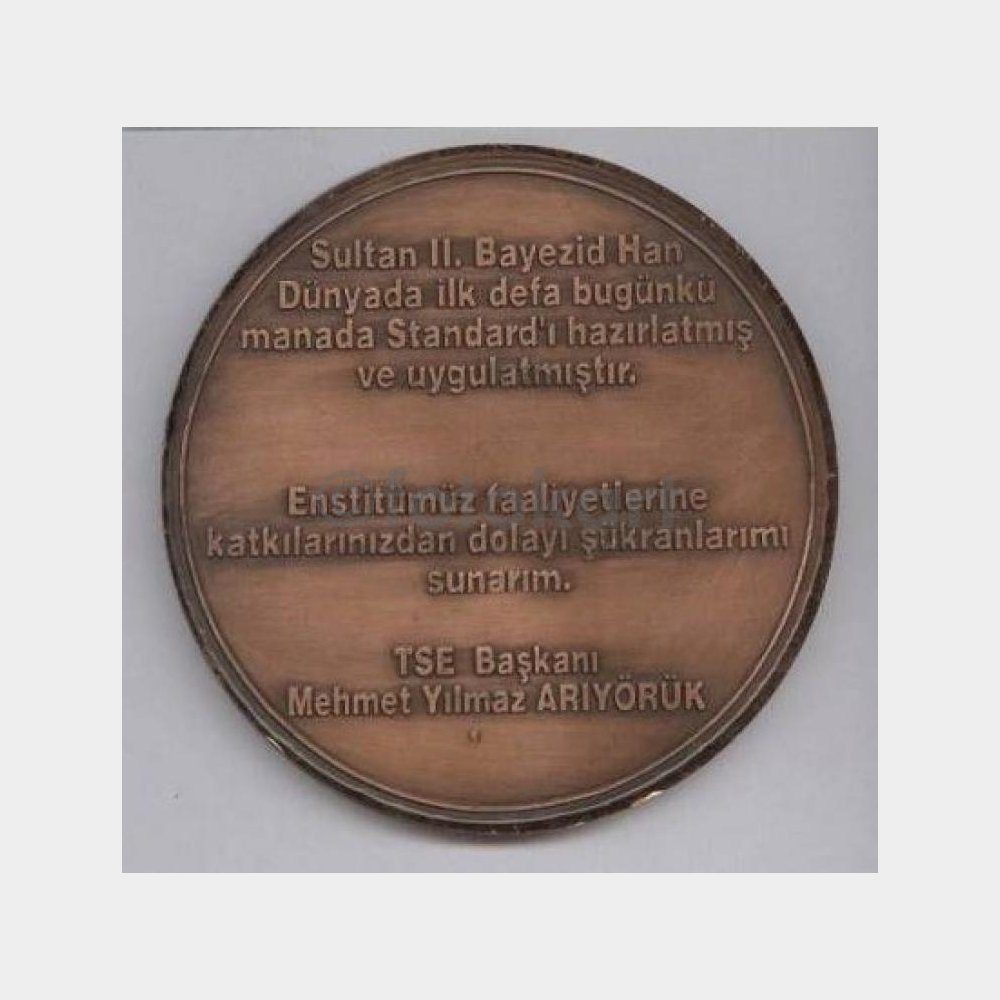 Sultan II. Bayezid Han
Dünyada ilk defa bugünkü
manada Standard'ı hazırlatmış
ve uygulatmıştır.
Enstitümüz faaliyetlerine
katkılarınızdan dolayı şükranlarımı
sunarım.
TSE Başkanı
Mehmet Yılmaz ARIYÖRÜK